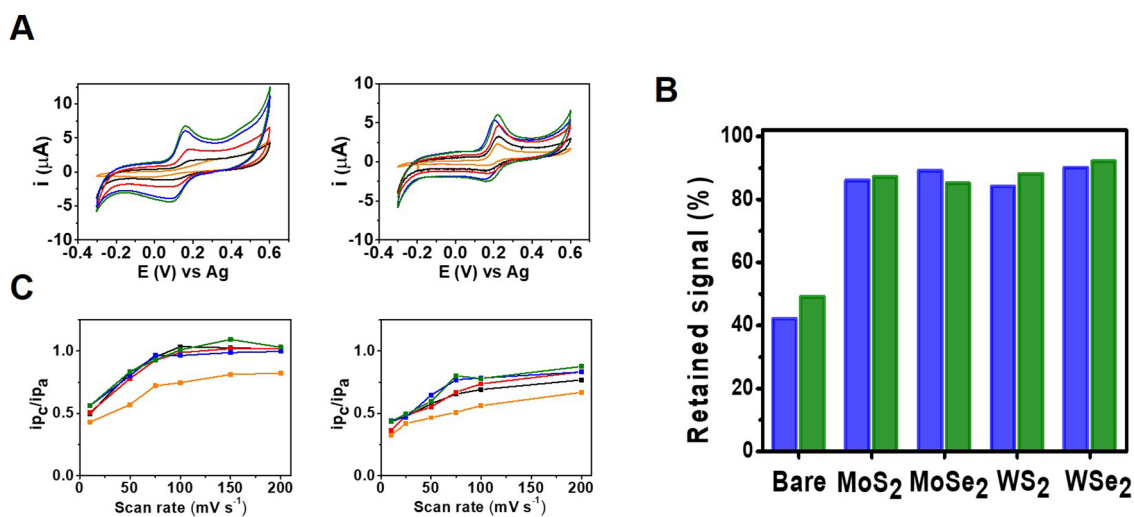 A
10
5
0
-5
-10
i (μA)
-0.4 -0.2 0.0 0.2 0.4 0.6
E (V) vs Ag
10
5
0
-5
-10
i (μA)
-0.4 -0.2 0.0 0.2 0.4 0.6
E (V) vs Ag
B
100
80
60
40
20
0
Retained signal (%)
Bare MoS2 MoSe2 WS2 WSe2
C
1.0
0.5
0.0
ipc/ipa
0 50 100 150 200
Scan rate (mV s-1)
1.0
0.5
0.0
ipc/ipa
0 50 100 150 200
Scan rate (mV s-1)